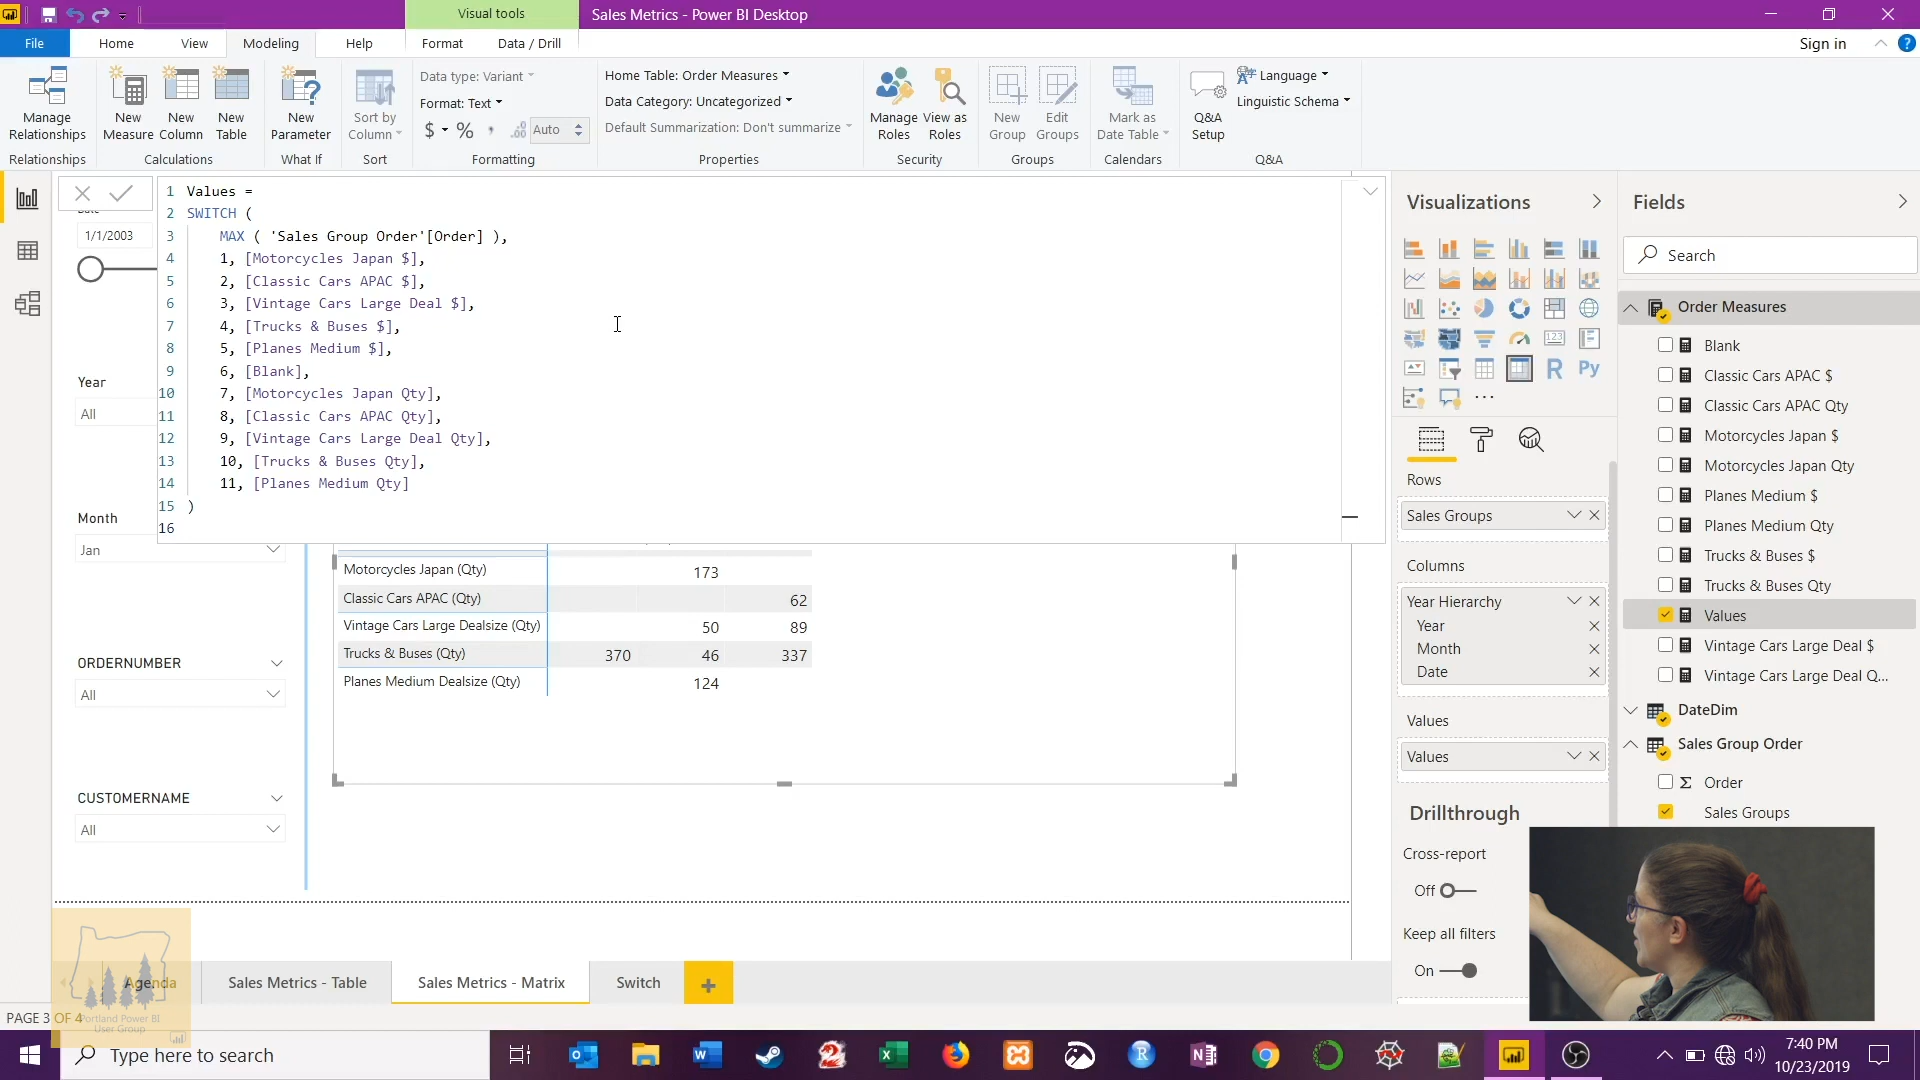 Visual tools
Sales Metrics - Power BI Desktop
File
Home
View
Modeling
Help
Format
Data / Drill
Sign in
?
Manage Relationships
New Measure
New Column
New Table
New Parameter
Sort by Column
Data type: Variant
Format: Text
$ % , Auto
Home Table: Order Measures
Data Category: Uncategorized
Default Summarization: Don't summarize
Manage Roles
View as Roles
New Group
Edit Groups
Mark as Date Table
Q&A Setup
Language
Linguistic Schema
Relationships
Calculations
What If
Sort
Formatting
Properties
Security
Groups
Calendars
Q&A
1 Values =
2 SWITCH (
3 MAX ( 'Sales Group Order'[Order] ),
4 1, [Motorcycles Japan $],
5 2, [Classic Cars APAC $],
6 3, [Vintage Cars Large Deal $],
7 4, [Trucks & Buses $],
8 5, [Planes Medium $],
9 6, [Blank],
10 7, [Motorcycles Japan Qty],
11 8, [Classic Cars APAC Qty],
12 9, [Vintage Cars Large Deal Qty],
13 10, [Trucks & Buses Qty],
14 11, [Planes Medium Qty]
15 )
16
1/1/2003
Year
All
Month
Jan
ORDERNUMBER
All
CUSTOMERNAME
All
Motorcycles Japan (Qty) 173
Classic Cars APAC (Qty) 62
Vintage Cars Large Dealsize (Qty) 50 89
Trucks & Buses (Qty) 370 46 337
Planes Medium Dealsize (Qty) 124
Visualizations
R
Py
123
...
Rows
Sales Groups
Columns
Year Hierarchy
Year
Month
Date
Values
Values
Drillthrough
Cross-report
Off
Keep all filters
On
Fields
Search
Order Measures
Blank
Classic Cars APAC $
Classic Cars APAC Qty
Motorcycles Japan $
Motorcycles Japan Qty
Planes Medium $
Planes Medium Qty
Trucks & Buses $
Trucks & Buses Qty
Values
Vintage Cars Large Deal $
Vintage Cars Large Deal Q...
DateDim
Sales Group Order
Σ Order
Sales Groups
Agenda
Sales Metrics - Table
Sales Metrics - Matrix
Switch
+
PAGE 3 OF 4
Portland Power BI
User Group
Type here to search
7:40 PM
10/23/2019